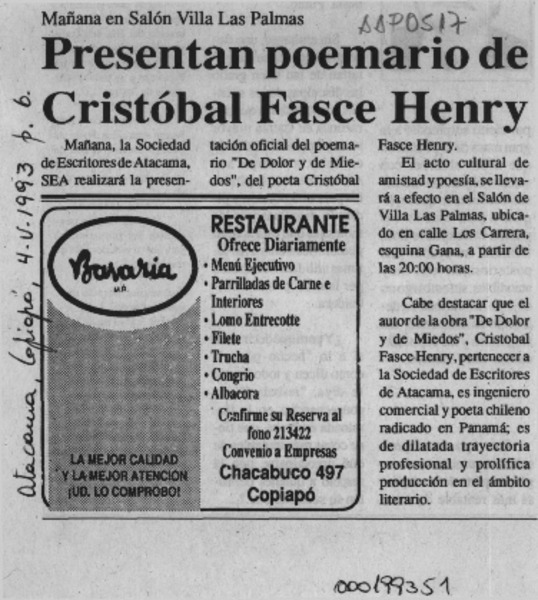 AAP0517
Mañana en Salón Villa Las Palmas
Presentan poemario de
Cristóbal Fasce Henry
Mañana, la Sociedad
de Escritores de Atacama,
SEA realizará la presen-
tación oficial del poema-
rio "De Dolor y de Mie-
dos", del poeta Cristóbal
Fasce Henry.
El acto cultural de
amistad y poesía, se lleva-
rá a efecto en el Salón de
Villa Las Palmas, ubica-
do en calle Los Carrera,
esquina Gana, a partir de
las 20:00 horas.
Cabe destacar que el
autor de la obra "De Dolor
y de Miedos", Cristobal
Fasce Henry, pertenecer a
la Sociedad de Escritores
de Atacama, es ingeniero
comercial y poeta chileno
radicado en Panamá; es
de dilatada trayectoria
profesional y prolífica
producción en el ámbito
literario.
Bavaria
M.R.
LA MEJOR CALIDAD
Y LA MEJOR ATENCION
¡UD. LO COMPROBO!
RESTAURANTE
Ofrece Diariamente
• Menú Ejecutivo
• Parrilladas de Carne e
Interiores
• Lomo Entrecotte
• Filete
• Trucha
• Congrio
• Albacora
Confirme su Reserva al
fono 213422
Convenio a Empresas
Chacabuco 497
Copiapó
Atacama, Copiapó, 4-V-1993 p. 6.
000199351